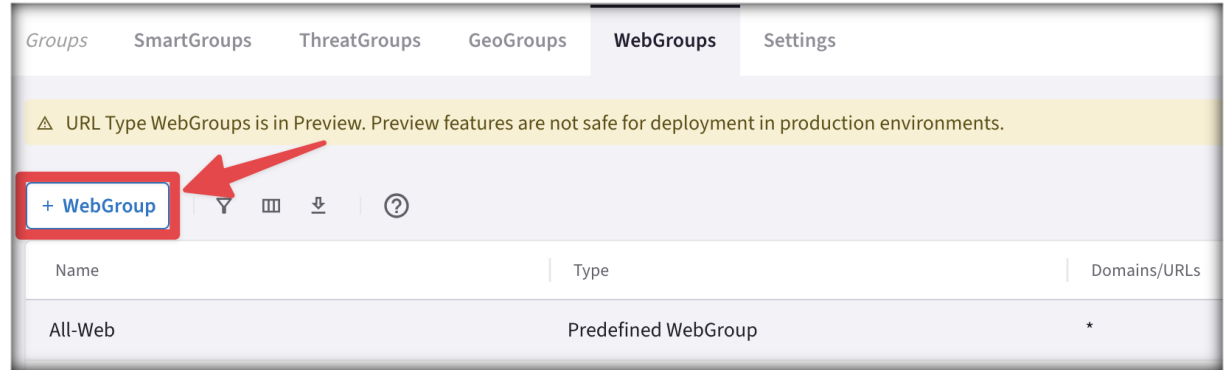 Groups SmartGroups ThreatGroups GeoGroups WebGroups Settings
URL Type WebGroups is in Preview. Preview features are not safe for deployment in production environments.
+ WebGroup
Name Type Domains/URLs
All-Web Predefined WebGroup *